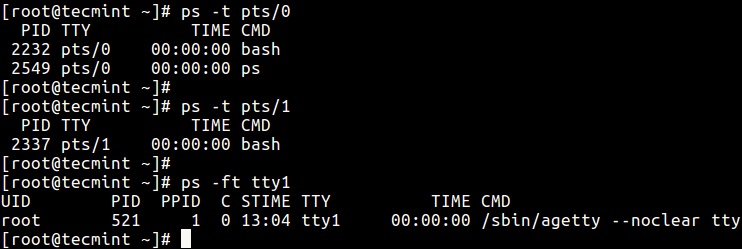 [root@tecmint ~]# ps -t pts/0
  PID TTY          TIME CMD
 2232 pts/0    00:00:00 bash
 2549 pts/0    00:00:00 ps
[root@tecmint ~]#
[root@tecmint ~]# ps -t pts/1
  PID TTY          TIME CMD
 2337 pts/1    00:00:00 bash
[root@tecmint ~]#
[root@tecmint ~]# ps -ft tty1
UID        PID  PPID  C STIME TTY          TIME CMD
root       521     1  0 13:04 tty1     00:00:00 /sbin/agetty --noclear tty
[root@tecmint ~]#